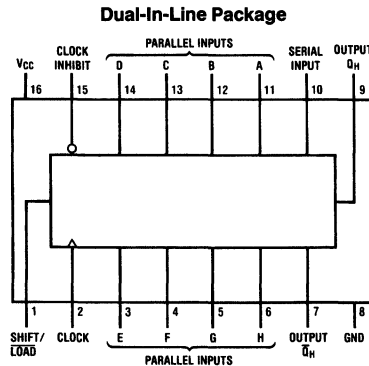 Dual-In-Line Package
PARALLEL INPUTS
VCC CLOCK INHIBIT D C B A SERIAL INPUT OUTPUT QH
16 15 14 13 12 11 10 9
1 2 3 4 5 6 7 8
SHIFT/LOAD CLOCK E F G H OUTPUT Q̅H GND
PARALLEL INPUTS